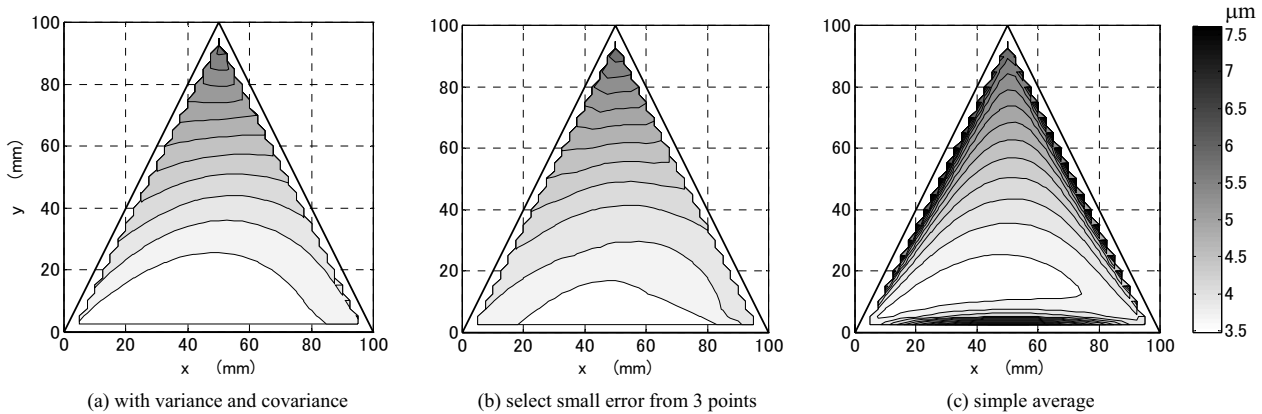 μm
100
80
60
40
20
0
y (mm)
0 20 40 60 80 100
x (mm)
(a) with variance and covariance
100
80
60
40
20
0
0 20 40 60 80 100
x (mm)
(b) select small error from 3 points
100
80
60
40
20
0
0 20 40 60 80 100
x (mm)
(c) simple average
7.5
7
6.5
6
5.5
5
4.5
4
3.5